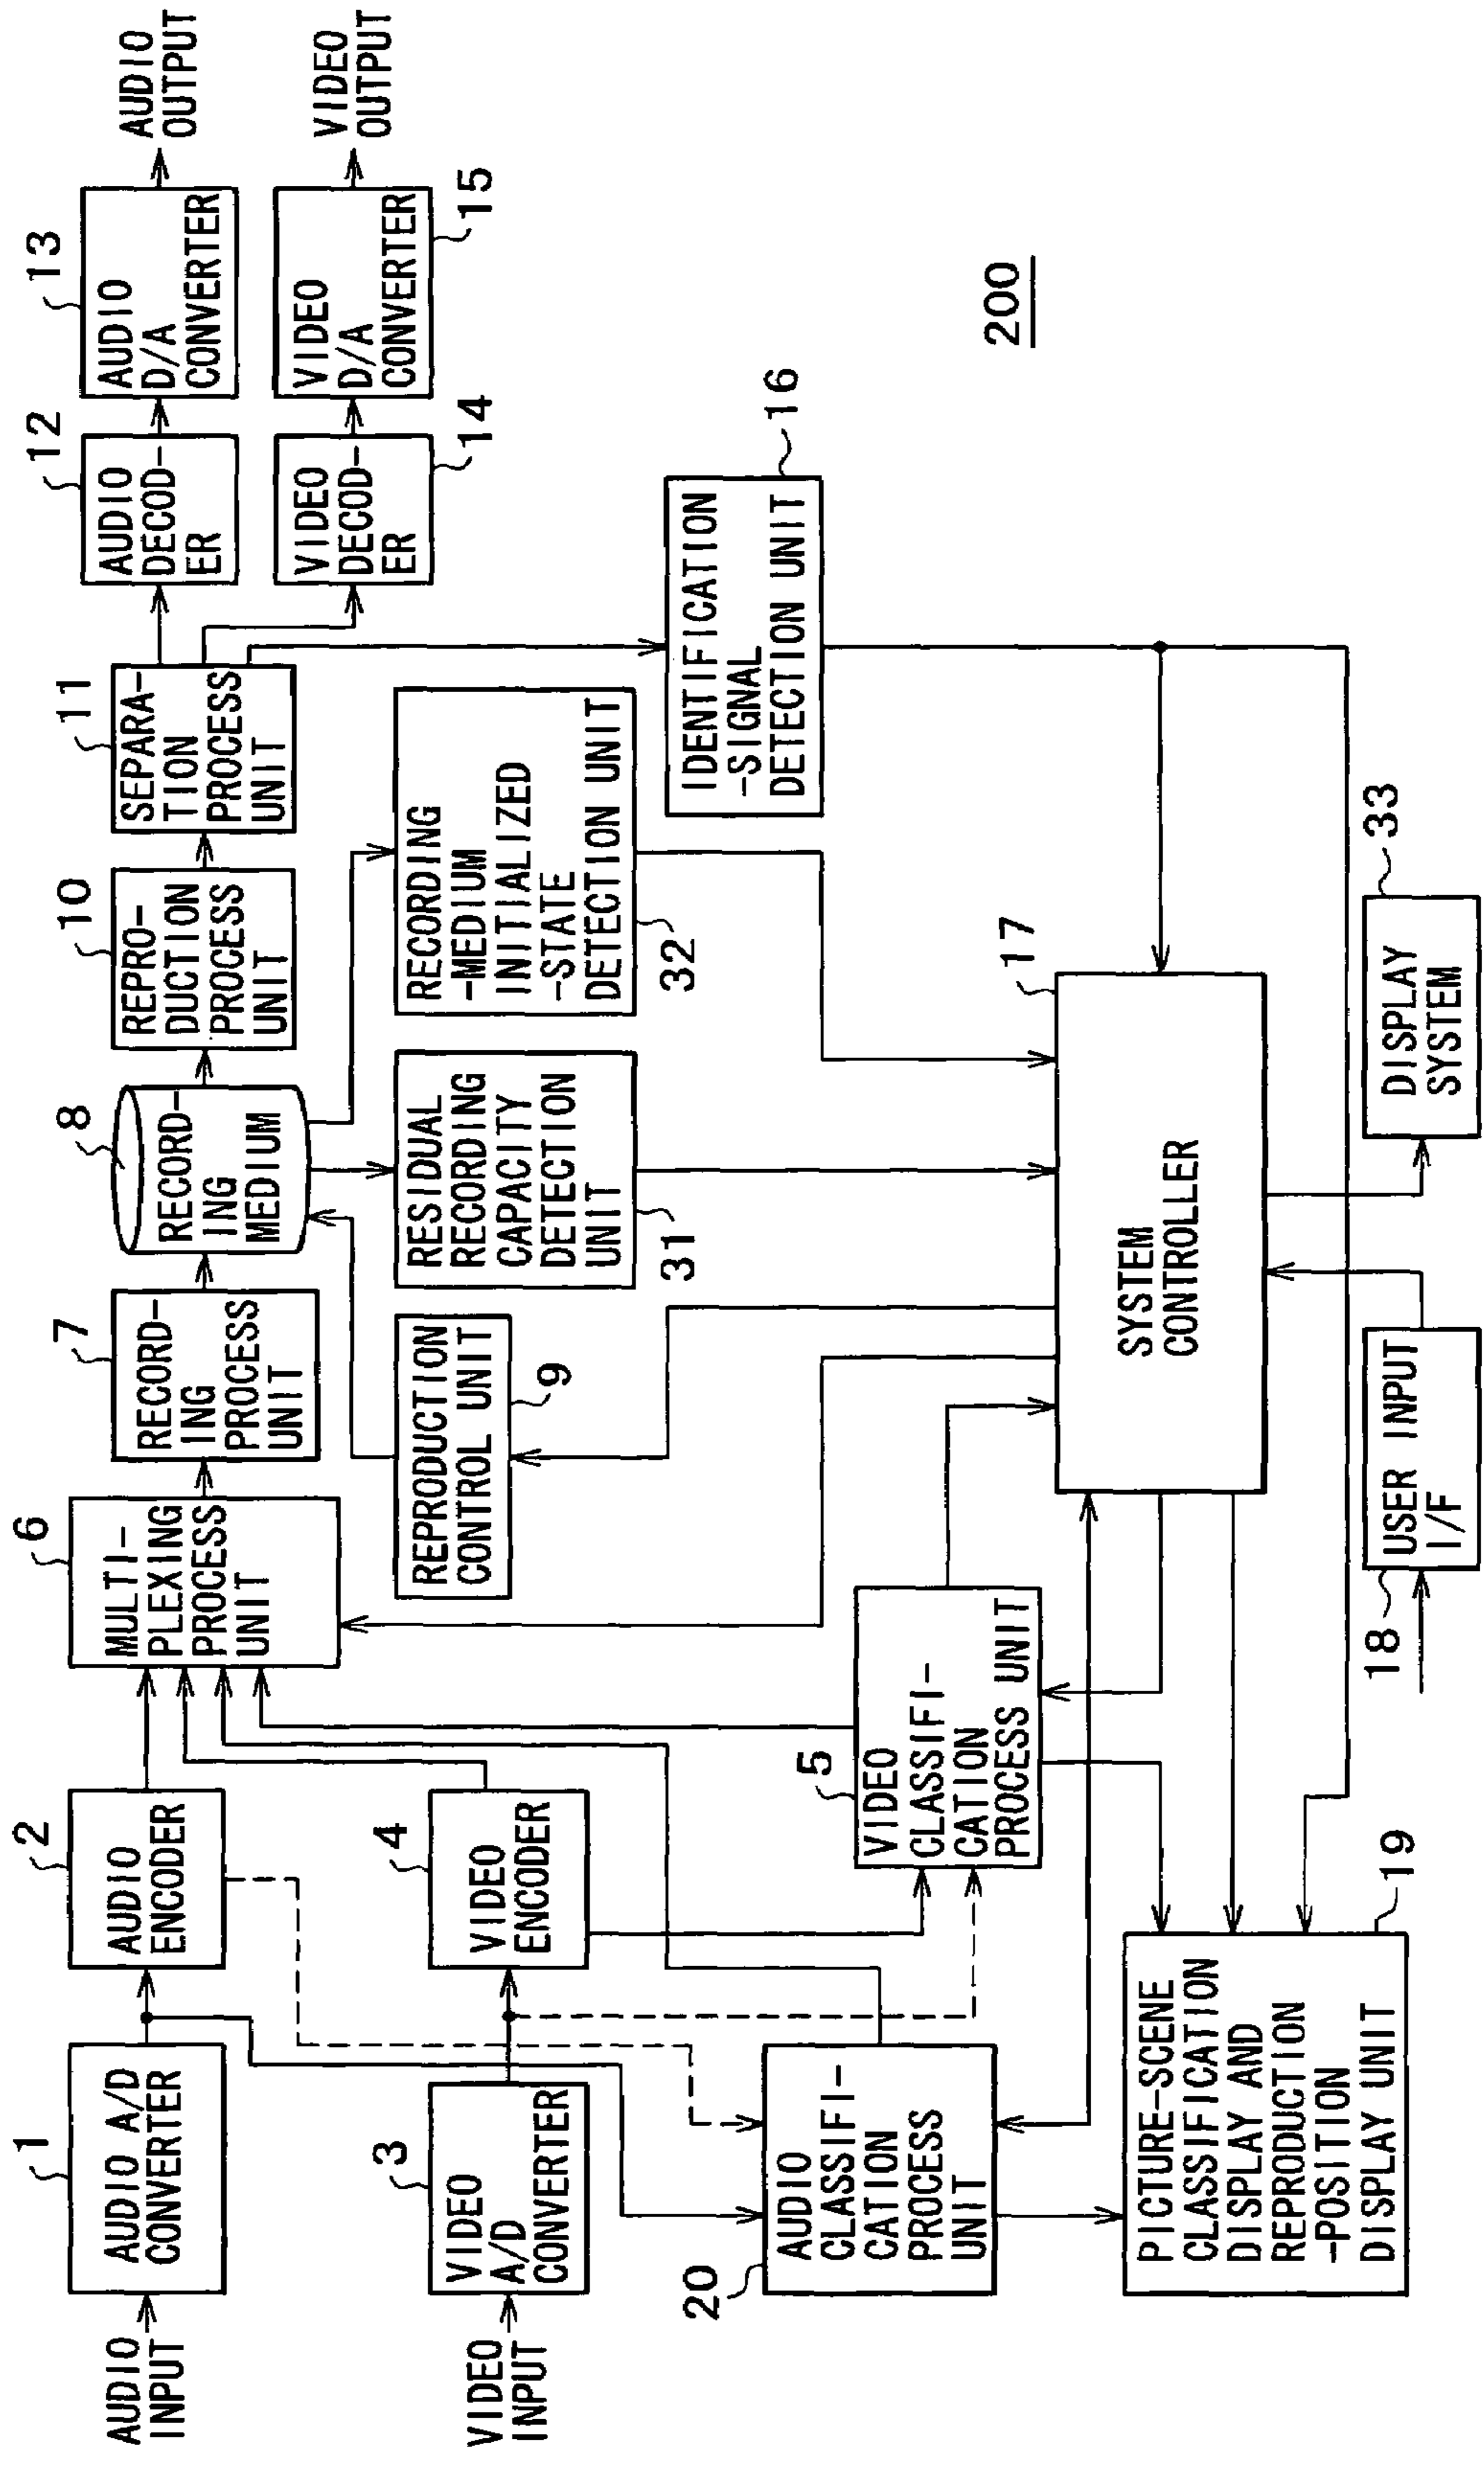 AUDIO
INPUT
1
AUDIO A/D
CONVERTER
2
AUDIO
ENCODER
6
MULTI-
PLEXING
PROCESS
UNIT
7
RECORD-
ING
PROCESS
UNIT
8
RECORD-
ING
MEDIUM
10
REPRO-
DUCTION
PROCESS
UNIT
11
SEPARA-
TION
PROCESS
UNIT
12
AUDIO
DECOD-
ER
13
AUDIO
D/A
CONVERTER
AUDIO
OUTPUT
VIDEO
DECOD-
ER
14
VIDEO
D/A
CONVERTER
15
VIDEO
OUTPUT
VIDEO
INPUT
3
VIDEO
A/D
CONVERTER
4
VIDEO
ENCODER
REPRODUCTION
CONTROL UNIT
9
RESIDUAL
RECORDING
CAPACITY
DETECTION
UNIT
31
RECORDING
-MEDIUM
INITIALIZED
-STATE
DETECTION UNIT
32
IDENTIFICATION
-SIGNAL
DETECTION UNIT
16
20
AUDIO
CLASSIFI-
CATION
PROCESS
UNIT
5
VIDEO
CLASSIFI-
CATION
PROCESS UNIT
200
17
SYSTEM
CONTROLLER
PICTURE-SCENE
CLASSIFICATION
DISPLAY AND
REPRODUCTION
-POSITION
DISPLAY UNIT
19
18
USER INPUT
I/F
33
DISPLAY
SYSTEM